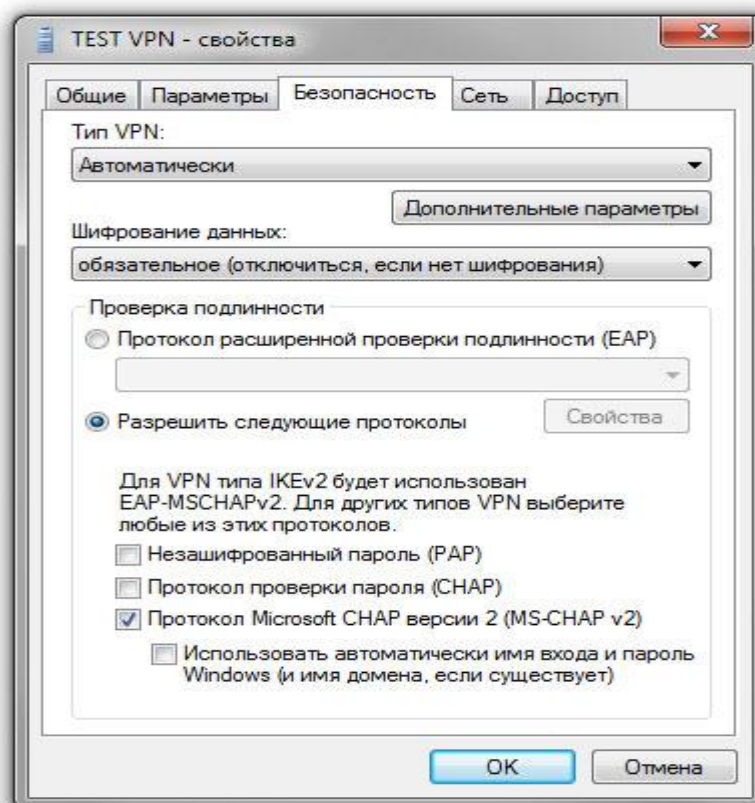 TEST VPN - свойства
Общие Параметры Безопасность Сеть Доступ
Тип VPN:
Автоматически
Дополнительные параметры
Шифрование данных:
обязательное (отключиться, если нет шифрования)
Проверка подлинности
Протокол расширенной проверки подлинности (EAP)
Разрешить следующие протоколы
Свойства
Для VPN типа IKEv2 будет использован
EAP-MSCHAPv2. Для других типов VPN выберите
любые из этих протоколов.
Незашифрованный пароль (PAP)
Протокол проверки пароля (CHAP)
Протокол Microsoft CHAP версии 2 (MS-CHAP v2)
Использовать автоматически имя входа и пароль
Windows (и имя домена, если существует)
OK Отмена